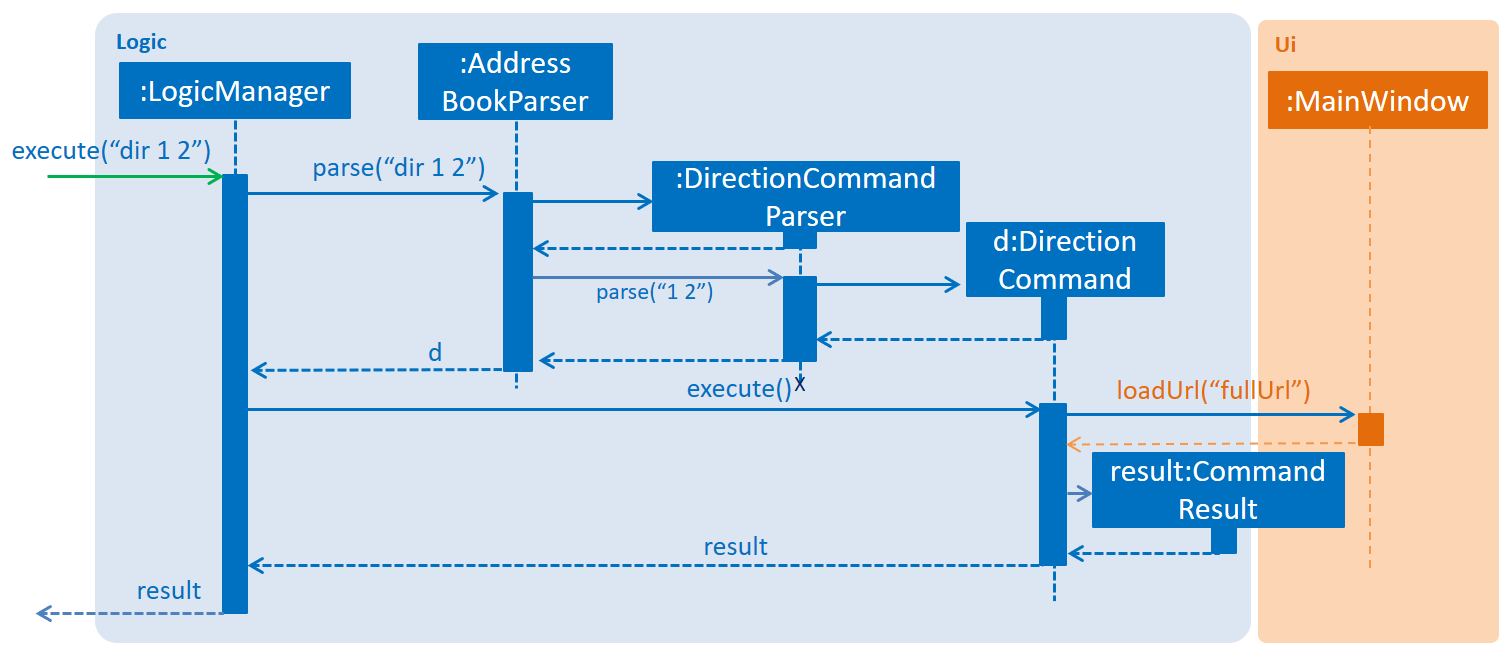 Logic
Ui
:LogicManager
:Address
BookParser
:MainWindow
execute(“dir 1 2”)
parse(“dir 1 2”)
:DirectionCommand
Parser
d:Direction
Command
parse(“1 2”)
d
execute()
X
loadUrl(“fullUrl”)
result:Command
Result
result
result